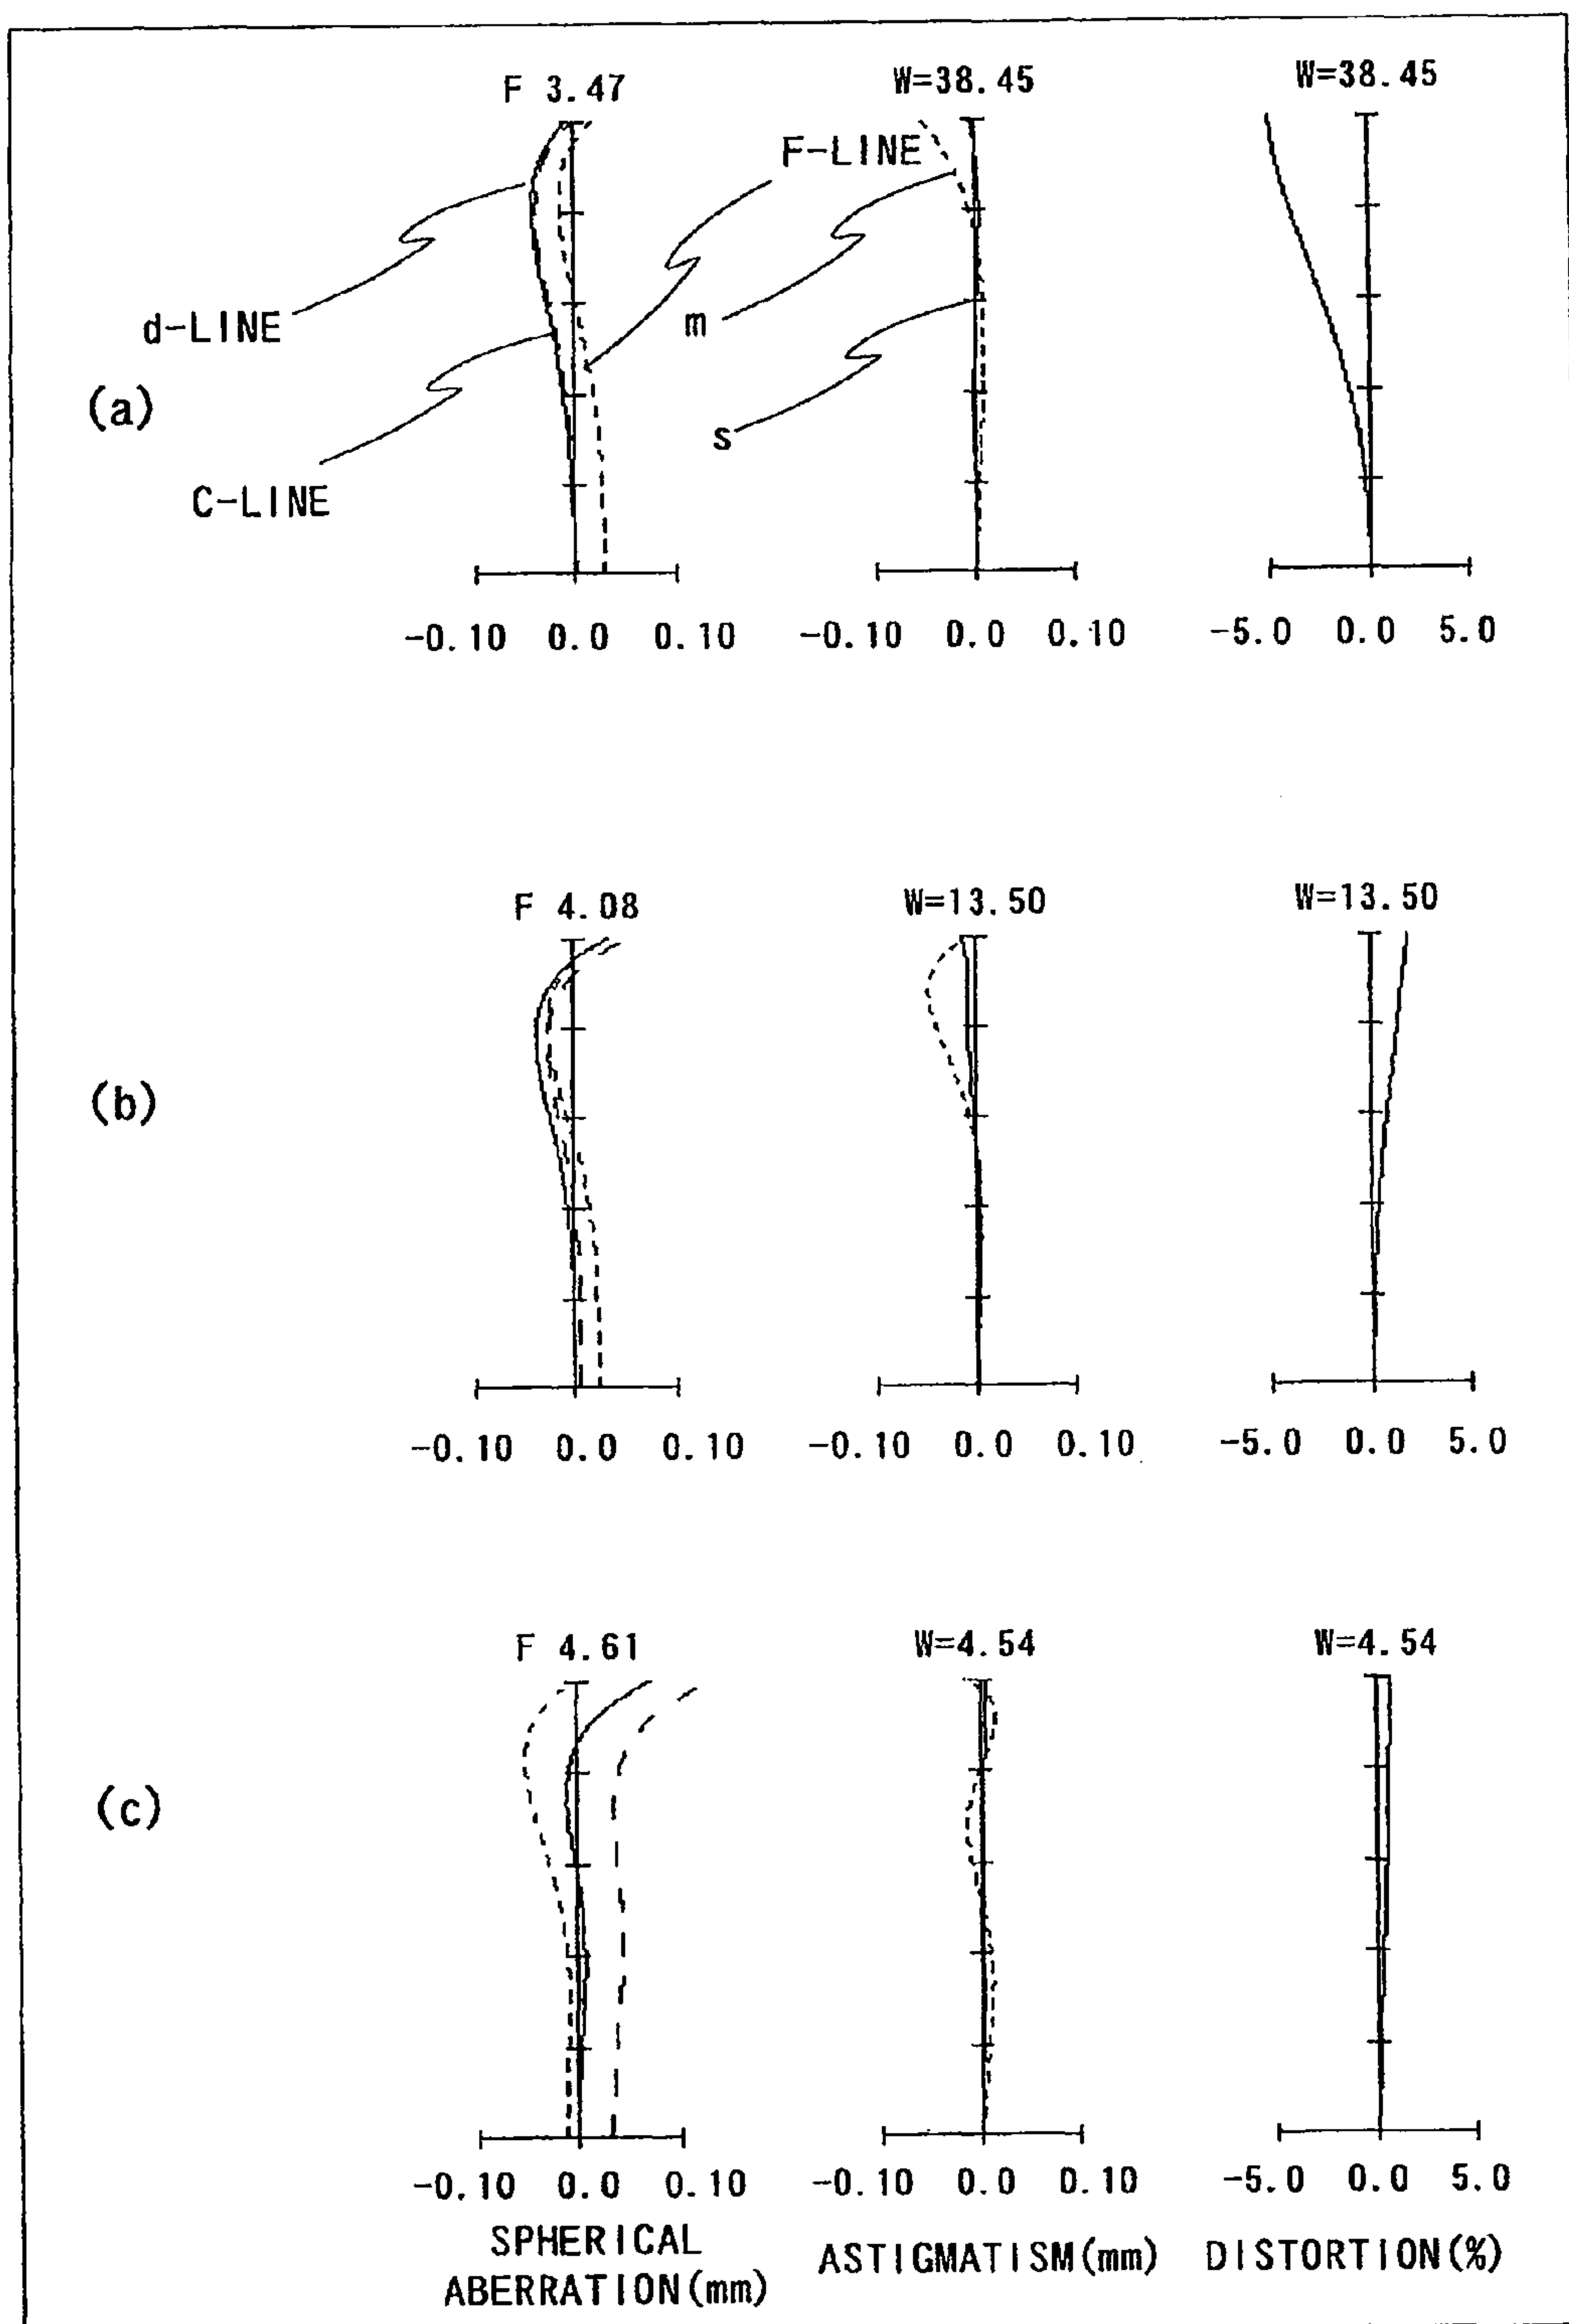 F 3.47 W=38.45 W=38.45
F-LINE
d-LINE
m
(a)
s
C-LINE
-0.10 0.0 0.10 -0.10 0.0 0.10 -5.0 0.0 5.0
F 4.08 W=13.50 W=13.50
(b)
-0.10 0.0 0.10 -0.10 0.0 0.10 -5.0 0.0 5.0
F 4.61 W=4.54 W=4.54
(c)
-0.10 0.0 0.10 -0.10 0.0 0.10 -5.0 0.0 5.0
SPHERICAL
ABERRATION(mm) ASTIGMATISM(mm) DISTORTION(%)